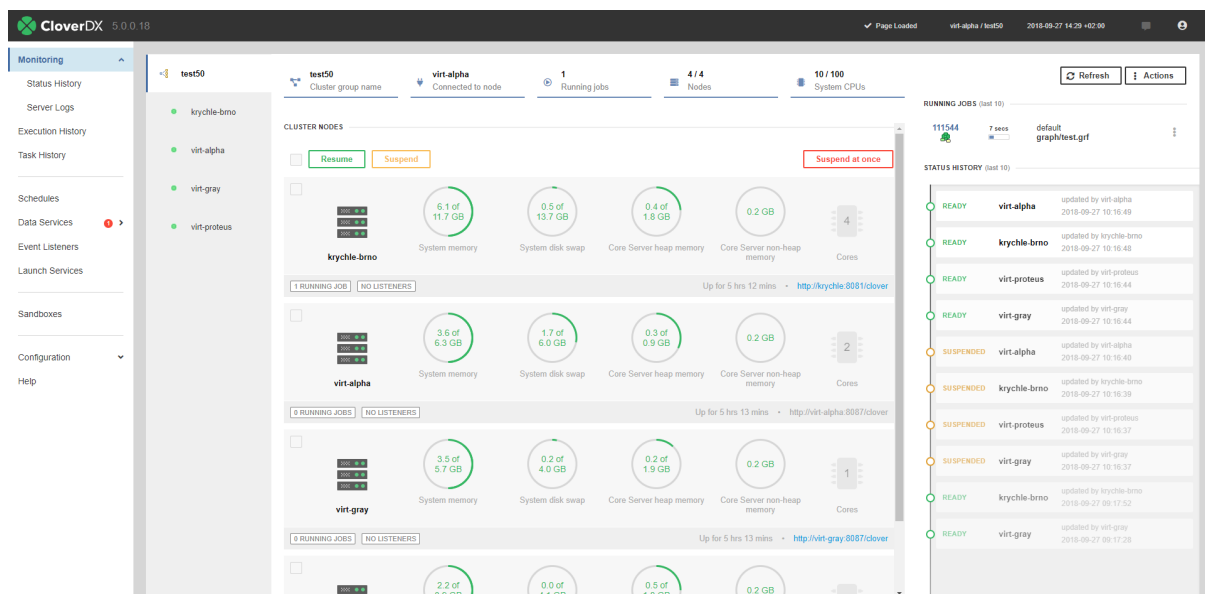 CloverDX 5.0.0.18
Page Loaded
virt-alpha / test50
2018-09-27 14:29 +02:00
Monitoring
Status History
Server Logs
Execution History
Task History
Schedules
Data Services 1
Event Listeners
Launch Services
Sandboxes
Configuration
Help
test50
krychle-brno
virt-alpha
virt-gray
virt-proteus
test50
Cluster group name
virt-alpha
Connected to node
1
Running jobs
4 / 4
Nodes
10 / 100
System CPUs
Refresh
Actions
CLUSTER NODES
Resume
Suspend
Suspend at once
krychle-brno
6.1 of
11.7 GB
System memory
0.5 of
13.7 GB
System disk swap
0.4 of
1.8 GB
Core Server heap memory
0.2 GB
Core Server non-heap
memory
4
Cores
1 RUNNING JOB
NO LISTENERS
Up for 5 hrs 12 mins • http://krychle:8081/clover
virt-alpha
3.6 of
6.3 GB
System memory
1.7 of
6.0 GB
System disk swap
0.3 of
0.9 GB
Core Server heap memory
0.2 GB
Core Server non-heap
memory
2
Cores
0 RUNNING JOBS
NO LISTENERS
Up for 5 hrs 13 mins • http://virt-alpha:8087/clover
virt-gray
3.5 of
5.7 GB
System memory
0.2 of
4.0 GB
System disk swap
0.2 of
1.9 GB
Core Server heap memory
0.2 GB
Core Server non-heap
memory
1
Cores
0 RUNNING JOBS
NO LISTENERS
Up for 5 hrs 13 mins • http://virt-gray:8087/clover
2.2 of
0.0 of
0.5 of
0.2 GB
RUNNING JOBS (last 10)
111544
7 secs
default
graph/test.grf
STATUS HISTORY (last 10)
READY virt-alpha
updated by virt-alpha
2018-09-27 10:16:49
READY krychle-brno
updated by krychle-brno
2018-09-27 10:16:48
READY virt-proteus
updated by virt-proteus
2018-09-27 10:16:44
READY virt-gray
updated by virt-gray
2018-09-27 10:16:44
SUSPENDED virt-alpha
updated by virt-alpha
2018-09-27 10:16:40
SUSPENDED krychle-brno
updated by krychle-brno
2018-09-27 10:16:39
SUSPENDED virt-proteus
updated by virt-proteus
2018-09-27 10:16:37
SUSPENDED virt-gray
updated by virt-gray
2018-09-27 10:16:37
READY krychle-brno
updated by krychle-brno
2018-09-27 09:17:52
READY virt-gray
updated by virt-gray
2018-09-27 09:17:28